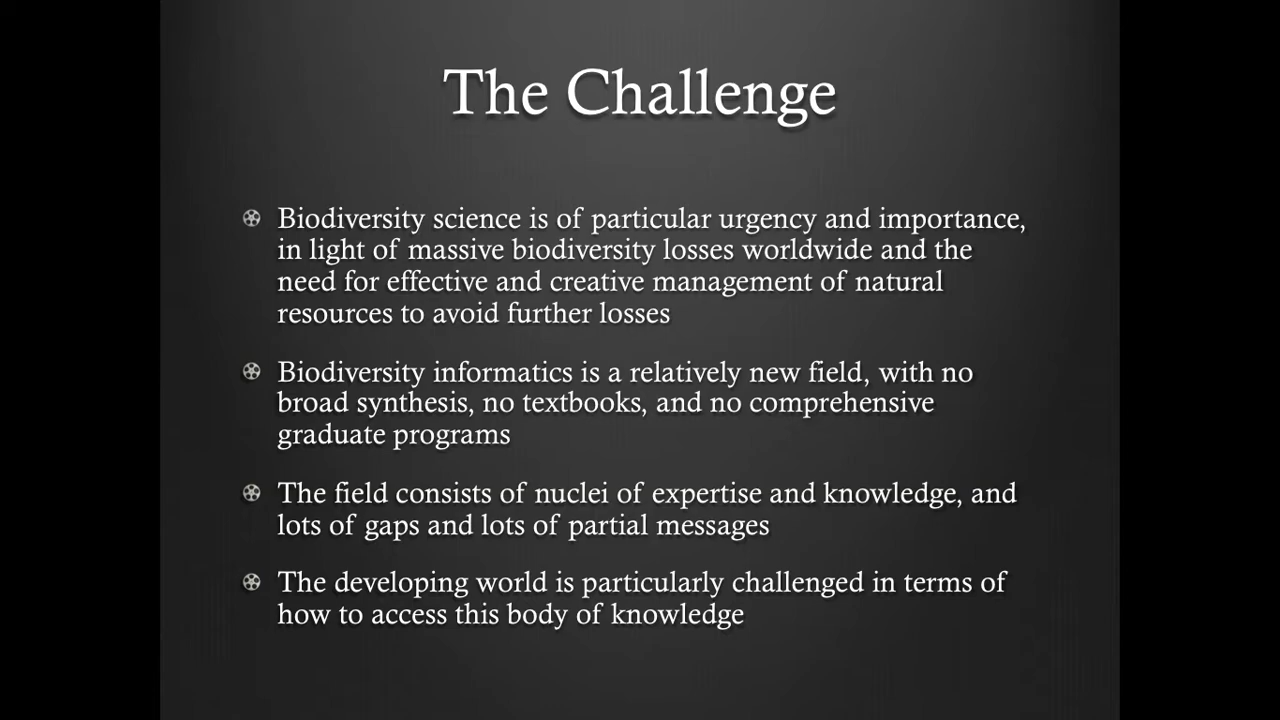 The Challenge
Biodiversity science is of particular urgency and importance,
in light of massive biodiversity losses worldwide and the
need for effective and creative management of natural
resources to avoid further losses
Biodiversity informatics is a relatively new field, with no
broad synthesis, no textbooks, and no comprehensive
graduate programs
The field consists of nuclei of expertise and knowledge, and
lots of gaps and lots of partial messages
The developing world is particularly challenged in terms of
how to access this body of knowledge